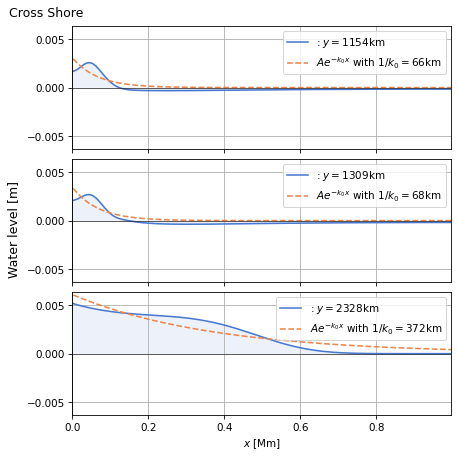 Cross Shore
0.005
0.000
−0.005
: y = 1154km
Ae^{−k₀x} with 1/k₀ = 66km
0.005
0.000
−0.005
: y = 1309km
Ae^{−k₀x} with 1/k₀ = 68km
Water level [m]
0.005
0.000
−0.005
: y = 2328km
Ae^{−k₀x} with 1/k₀ = 372km
0.0 0.2 0.4 0.6 0.8
x [Mm]